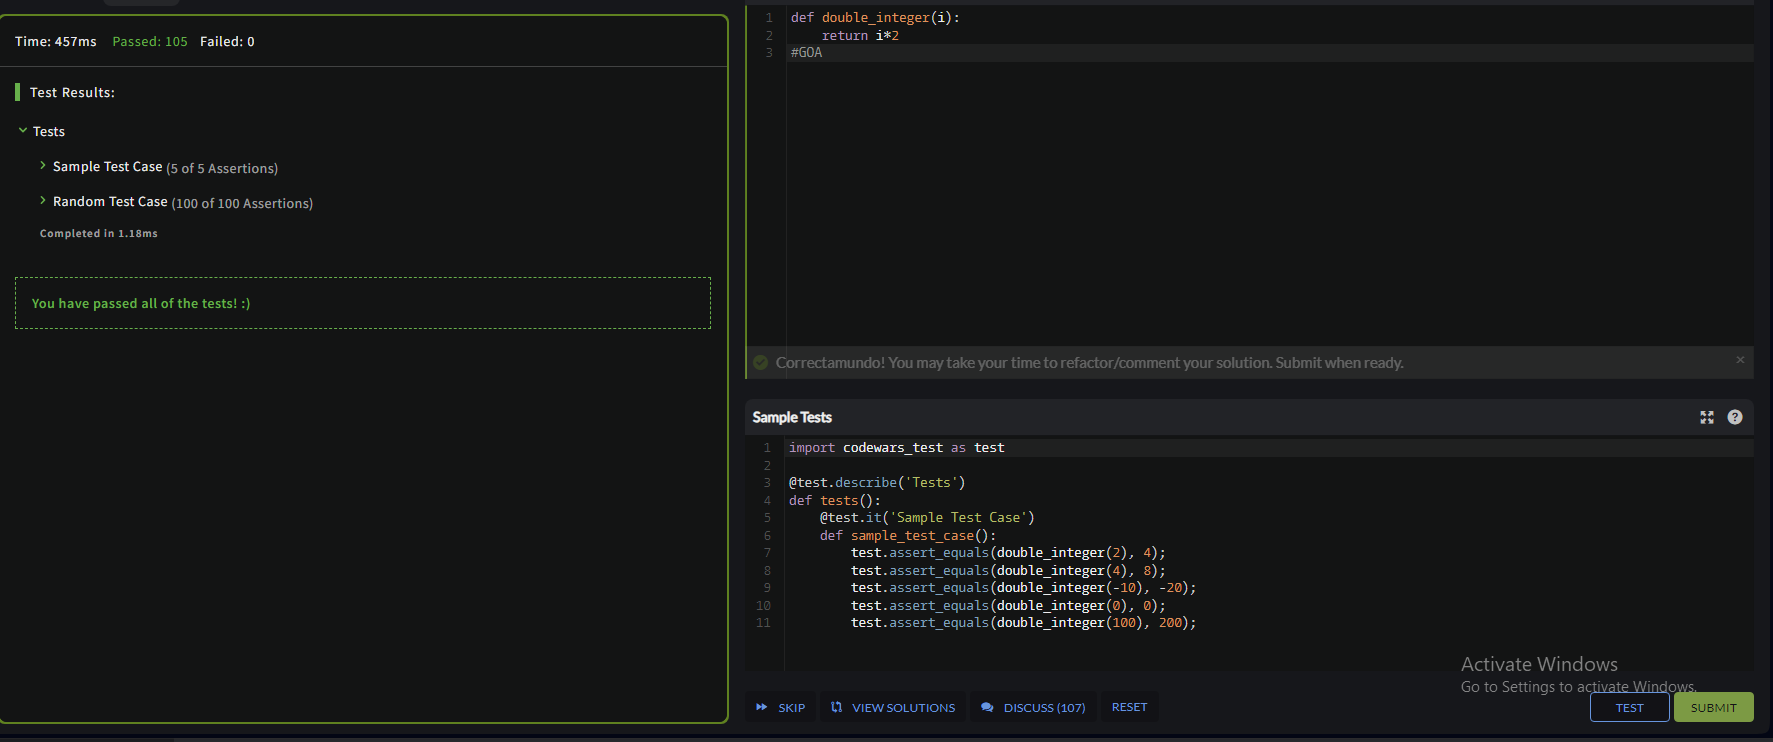 Time: 457ms Passed: 105 Failed: 0
Test Results:
Tests
Sample Test Case (5 of 5 Assertions)
Random Test Case (100 of 100 Assertions)
Completed in 1.18ms
You have passed all of the tests! :)
1 def double_integer(i):
2     return i*2
3 #GOA
Correctamundo! You may take your time to refactor/comment your solution. Submit when ready. ×
Sample Tests ?
1 import codewars_test as test
2
3 @test.describe('Tests')
4 def tests():
5     @test.it('Sample Test Case')
6     def sample_test_case():
7         test.assert_equals(double_integer(2), 4);
8         test.assert_equals(double_integer(4), 8);
9         test.assert_equals(double_integer(-10), -20);
10         test.assert_equals(double_integer(0), 0);
11         test.assert_equals(double_integer(100), 200);
Activate Windows
Go to Settings to activate Windows.
SKIP VIEW SOLUTIONS DISCUSS (107) RESET TEST SUBMIT